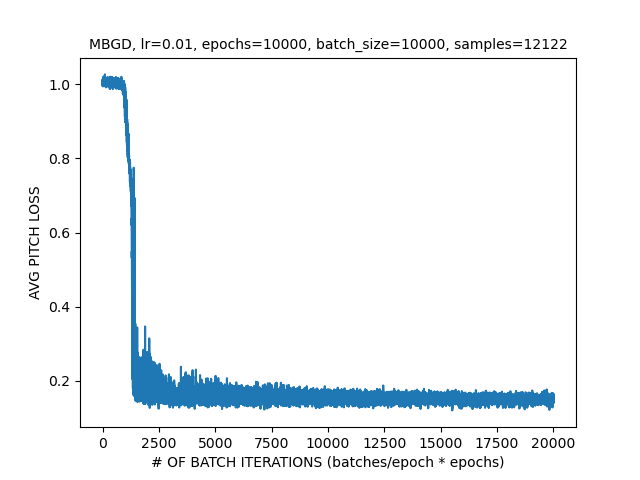 MBGD, lr=0.01, epochs=10000, batch_size=10000, samples=12122
1.0
0.8
0.6
0.4
0.2
AVG PITCH LOSS
0 2500 5000 7500 10000 12500 15000 17500 20000
# OF BATCH ITERATIONS (batches/epoch * epochs)